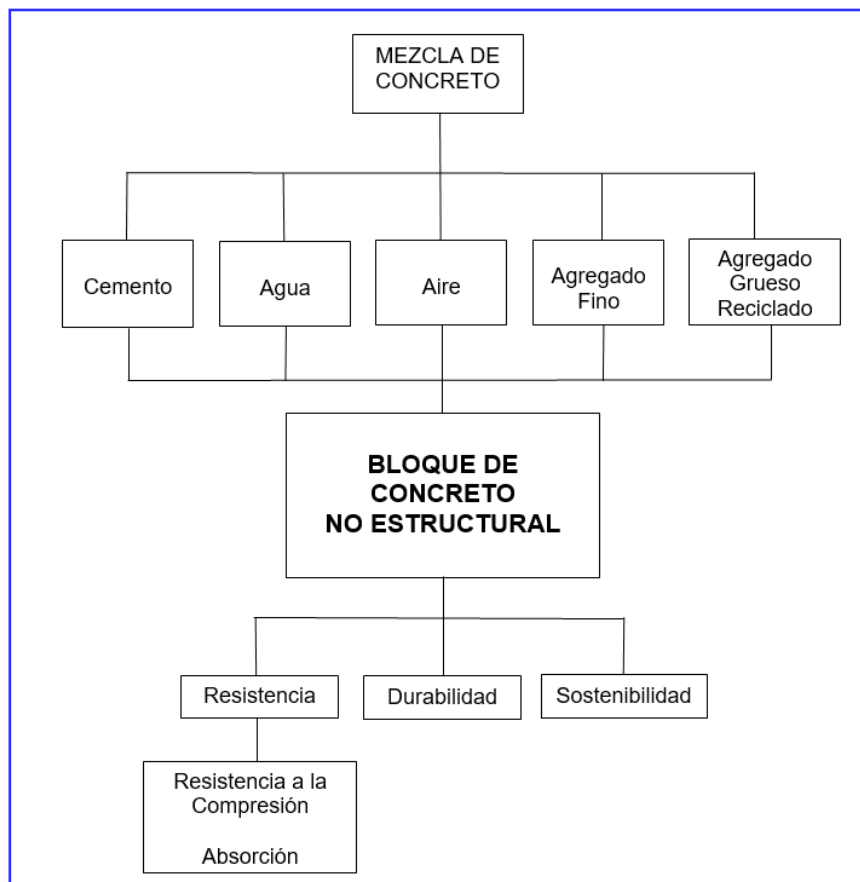 MEZCLA DE
CONCRETO
Cemento
Agua
Aire
Agregado
Fino
Agregado
Grueso
Reciclado
BLOQUE DE
CONCRETO
NO ESTRUCTURAL
Resistencia
Durabilidad
Sostenibilidad
Resistencia a la
Compresión
Absorción